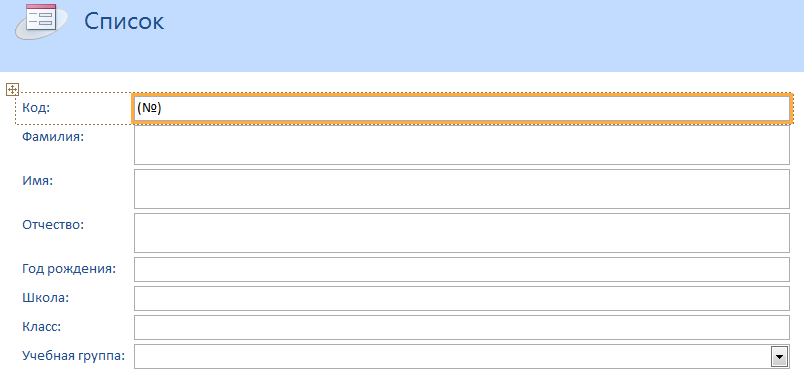 Список
Код: (№)
Фамилия:
Имя:
Отчество:
Год рождения:
Школа:
Класс:
Учебная группа: